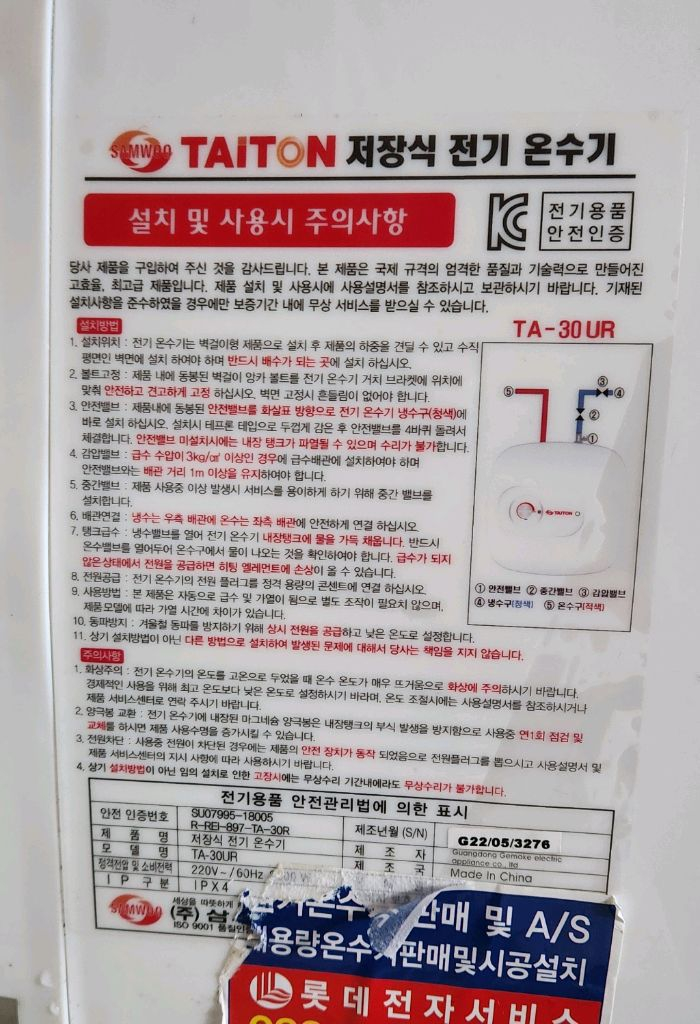 SAMWOO TAITON 저장식 전기 온수기
설치 및 사용시 주의사항
전기용품
안전인증
당사 제품을 구입하여 주신 것을 감사드립니다. 본 제품은 국제 규격의 엄격한 품질과 기술력으로 만들어진
고효율, 최고급 제품입니다. 제품 설치 및 사용시에 사용설명서를 참조하시고 보관하시기 바랍니다. 기재된
설치사항을 준수하였을 경우에만 보증기간 내에 무상 서비스를 받으실 수 있습니다.
설치방법
TA-30UR
1. 설치위치 : 전기 온수기는 벽걸이형 제품으로 설치 후 제품의 하중을 견딜 수 있고 수직
평면인 벽면에 설치 하여야 하며 반드시 배수가 되는 곳에 설치 하십시오.
2. 볼트고정 : 제품 내에 동봉된 벽걸이 앙카 볼트를 전기 온수기 거치 브라켓에 위치에
맞춰 안전하고 견고하게 고정 하십시오. 벽면 고정시 흔들림이 없어야 합니다.
3. 안전밸브 : 제품내에 동봉된 안전밸브를 화살표 방향으로 전기 온수기 냉수구(청색)에
바로 설치 하십시오. 설치시 테프론 테입으로 두껍게 감은 후 안전밸브를 4바퀴 돌려서
체결합니다. 안전밸브 미설치시에는 내장 탱크가 파열될 수 있으며 수리가 불가합니다.
4. 감압밸브 : 급수 수압이 3kg/㎠ 이상인 경우에 급수배관에 설치하여야 하며
안전밸브와는 배관 거리 1m 이상을 유지하여야 합니다.
5. 중간밸브 : 제품 사용중 이상 발생시 서비스를 용이하게 하기 위해 중간 밸브를
설치합니다.
6. 배관연결 : 냉수는 우측 배관에 온수는 좌측 배관에 안전하게 연결 하십시오.
7. 탱크급수 : 냉수밸브를 열어 전기 온수기 내장탱크에 물을 가득 채웁니다. 반드시
온수밸브를 열어두어 온수구에서 물이 나오는 것을 확인하여야 합니다. 급수가 되지
않은상태에서 전원을 공급하면 히팅 엘레먼트에 손상이 올 수 있습니다.
8. 전원공급 : 전기 온수기의 전원 플러그를 정격 용량의 콘센트에 연결 하십시오.
9. 사용방법 : 본 제품은 자동으로 급수 및 가열이 됨으로 별도 조작이 필요치 않으며,
제품모델에 따라 가열 시간에 차이가 있습니다.
10. 동파방지 : 겨울철 동파를 방지하기 위해 상시 전원을 공급하고 낮은 온도로 설정합니다.
11. 상기 설치방법이 아닌 다른 방법으로 설치하여 발생된 문제에 대해서 당사는 책임을 지지 않습니다.
③
⑤ ④
②
①
TAITON
① 안전밸브 ② 중간밸브 ③ 감압밸브
④ 냉수구(청색) ⑤ 온수구(적색)
주의사항
1. 화상주의 : 전기 온수기의 온도를 고온으로 두었을 때 온수 온도가 매우 뜨거움으로 화상에 주의하시기 바랍니다.
경제적인 사용을 위해 최고 온도보다 낮은 온도로 설정하시기 바라며, 온도 조절시에는 사용설명서를 참조하시거나
제품 서비스센터로 연락 주시기 바랍니다.
2. 양극봉 교환 : 전기 온수기에 내장된 마그네슘 양극봉은 내장탱크의 부식 발생을 방지함으로 사용중 연1회 점검 및
교체를 하시면 제품 사용수명을 증가시킬 수 있습니다.
3. 전원차단 : 사용중 전원이 차단된 경우에는 제품의 안전 장치가 동작 되었음으로 전원플러그를 뽑으시고 사용설명서 및
제품 서비스센터의 지시 사항에 따라 사용하시기 바랍니다.
4. 상기 설치방법이 아닌 임의 설치로 인한 고장시에는 무상수리 기간내에라도 무상수리가 불가합니다.
전기용품 안전관리법에 의한 표시
안전 인증번호 SU07995-18005
R-REI-897-TA-30R 제조년월 (S/N) G22/05/3276
제 품 명 저장식 전기 온수기 제 조 자 Guangdong Gemake electric
appliance co., ltd
모 델 명 TA-30UR 제 조 국 Made in China
정격전압 및 소비전력 220V~/60Hz
I P 구 분 IPX4
SAMWOO 세상을 따뜻하게
(주) 삼
ISO 9001 품질인
판매 및 A/S
용량온수기판매및시공설치
롯데전자서비스